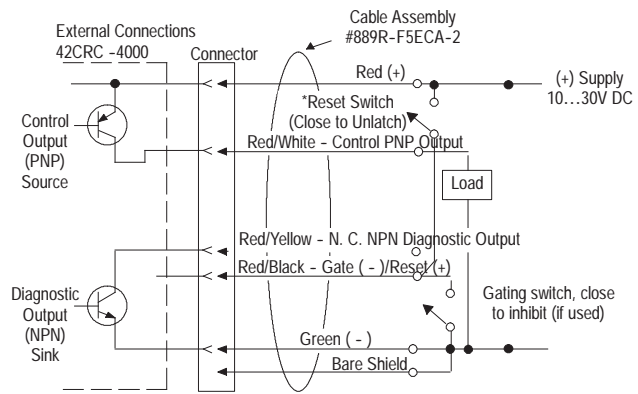 External Connections
42CRC -4000
Connector
Cable Assembly
#889R-F5ECA-2
Red (+)
(+) Supply
10…30V DC
*Reset Switch
(Close to Unlatch)
Control
Output
(PNP)
Source
Red/White - Control PNP Output
Load
Red/Yellow - N. C. NPN Diagnostic Output
Red/Black - Gate ( - )/Reset (+)
Diagnostic
Output
(NPN)
Sink
Gating switch, close
to inhibit (if used)
Green ( - )
Bare Shield